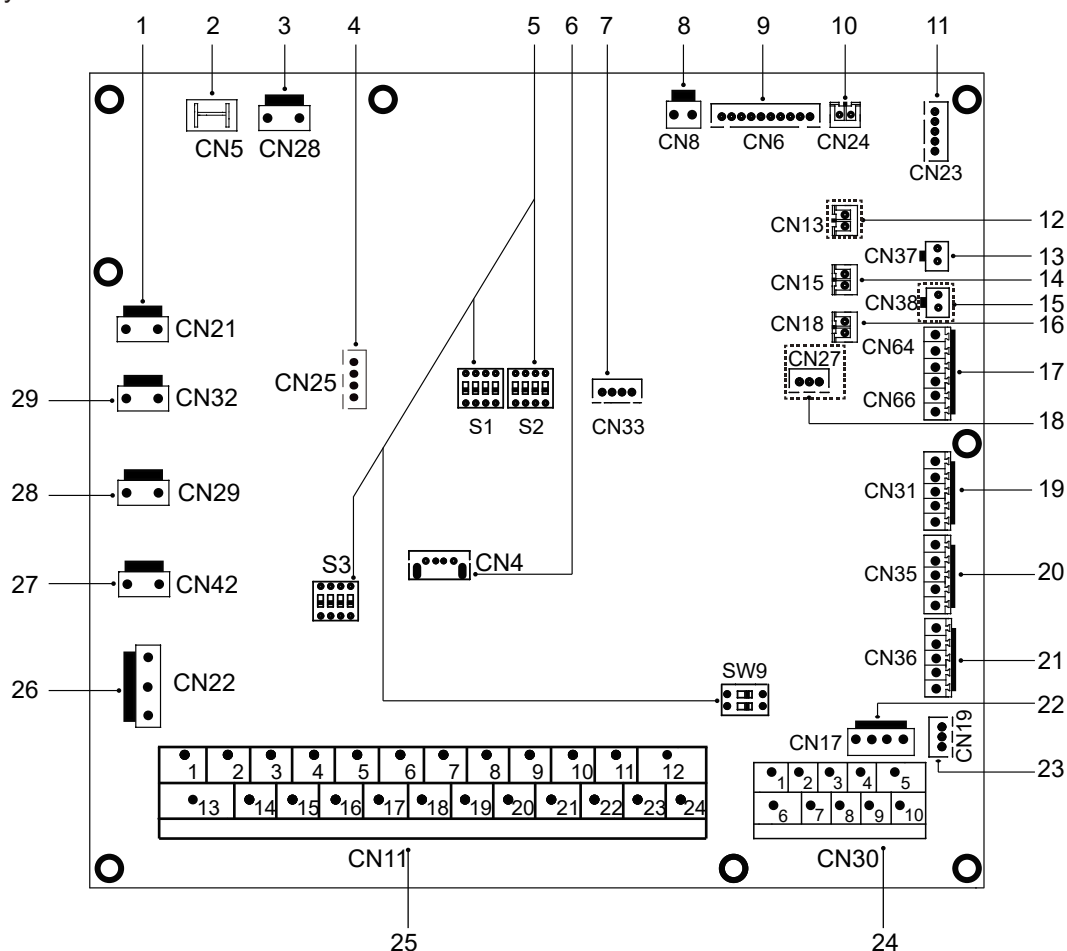 1 2 3 4 5 6 7 8 9 10 11
CN5 CN28 CN8 CN6 CN24
CN23
CN13 12
CN37 13
CN15 14
CN38 15
CN18 16
CN21
CN64
CN27
CN25 17
29 CN32 CN66
18
S1 S2 CN33
28 CN29 CN31 19
S3 CN4
27 CN42 CN35 20
CN36 21
SW9
26 CN22
22
CN17 CN19
23
1 2 3 4 5 6 7 8 9 10 11 12
1 2 3 4 5
13 14 15 16 17 18 19 20 21 22 23 24
6 7 8 9 10
CN11 CN30
25 24